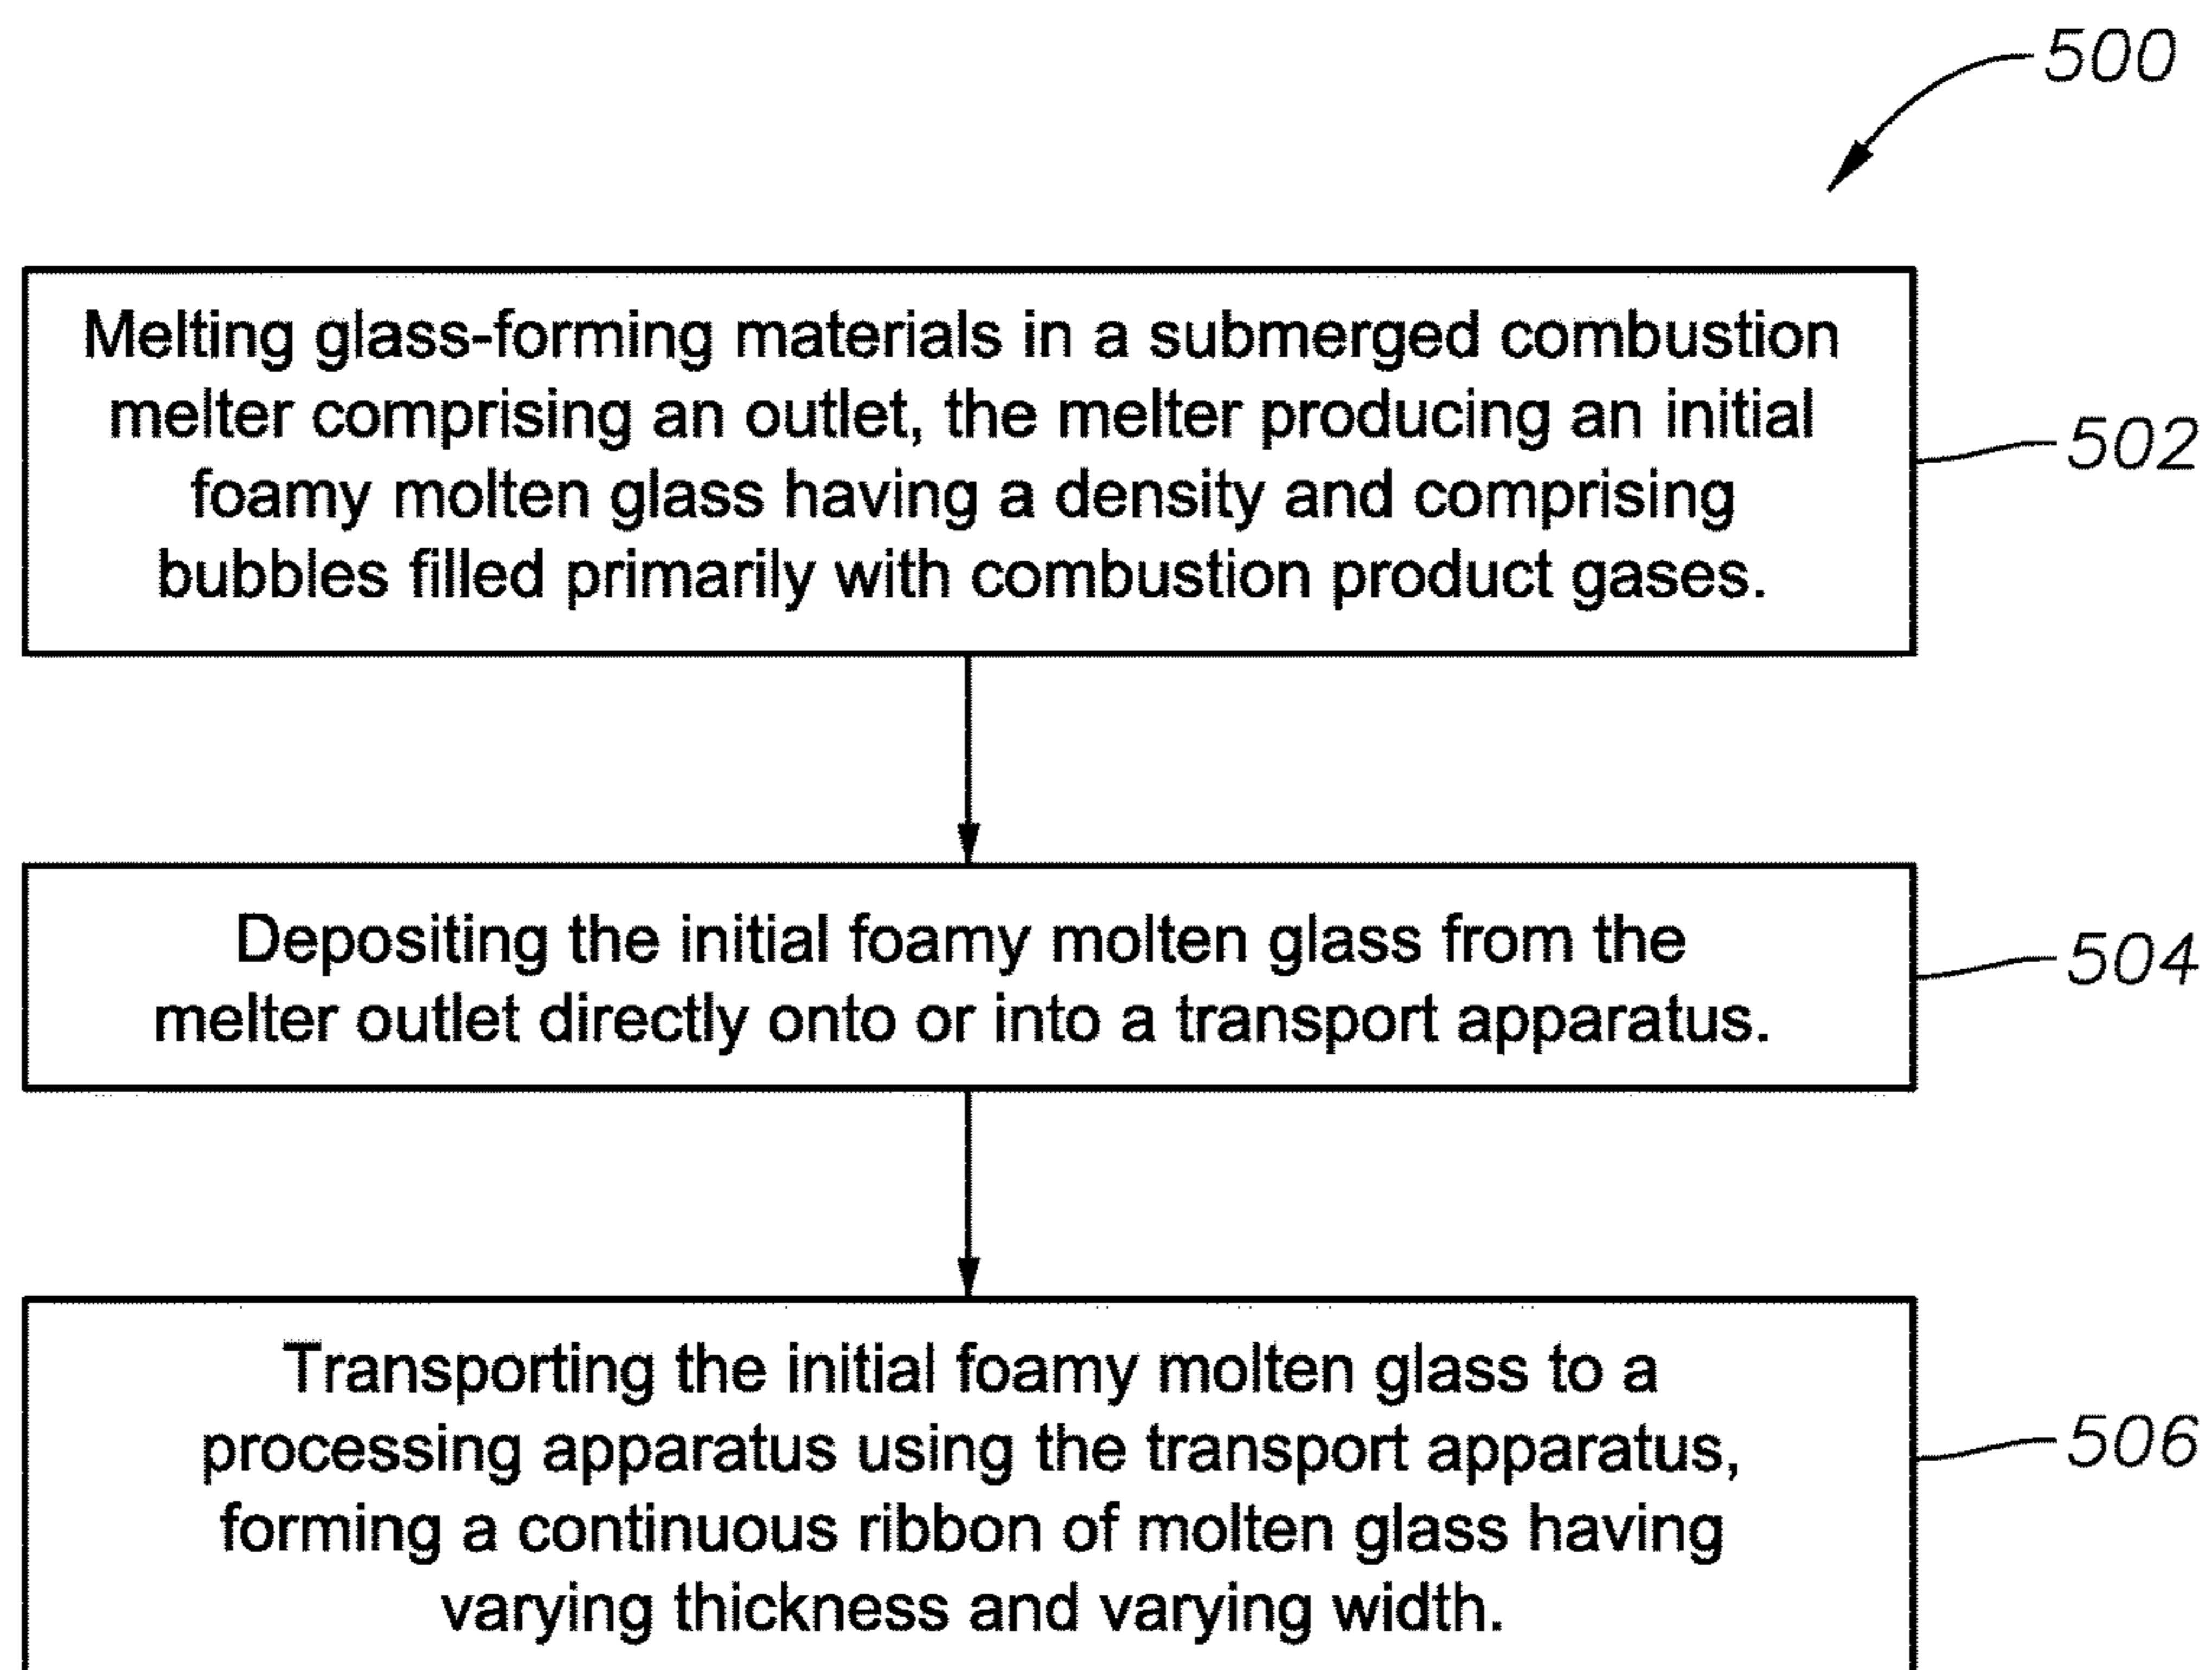 500
Melting glass-forming materials in a submerged combustion
melter comprising an outlet, the melter producing an initial
foamy molten glass having a density and comprising
bubbles filled primarily with combustion product gases.
502
Depositing the initial foamy molten glass from the
melter outlet directly onto or into a transport apparatus.
504
Transporting the initial foamy molten glass to a
processing apparatus using the transport apparatus,
forming a continuous ribbon of molten glass having
varying thickness and varying width.
506